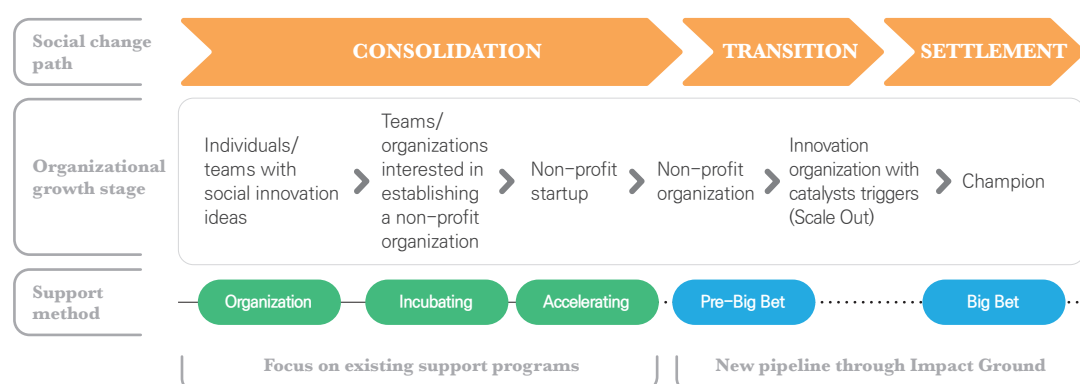 Social change
path
CONSOLIDATION
TRANSITION
SETTLEMENT
Organizational
growth stage
Individuals/
teams with
social innovation
ideas
Teams/
organizations
interested in
establishing
a non-profit
organization
Non-profit
startup
Non-profit
organization
Innovation
organization with
catalysts triggers
(Scale Out)
Champion
Support
method
Organization
Incubating
Accelerating
Pre-Big Bet
Big Bet
Focus on existing support programs
New pipeline through Impact Ground